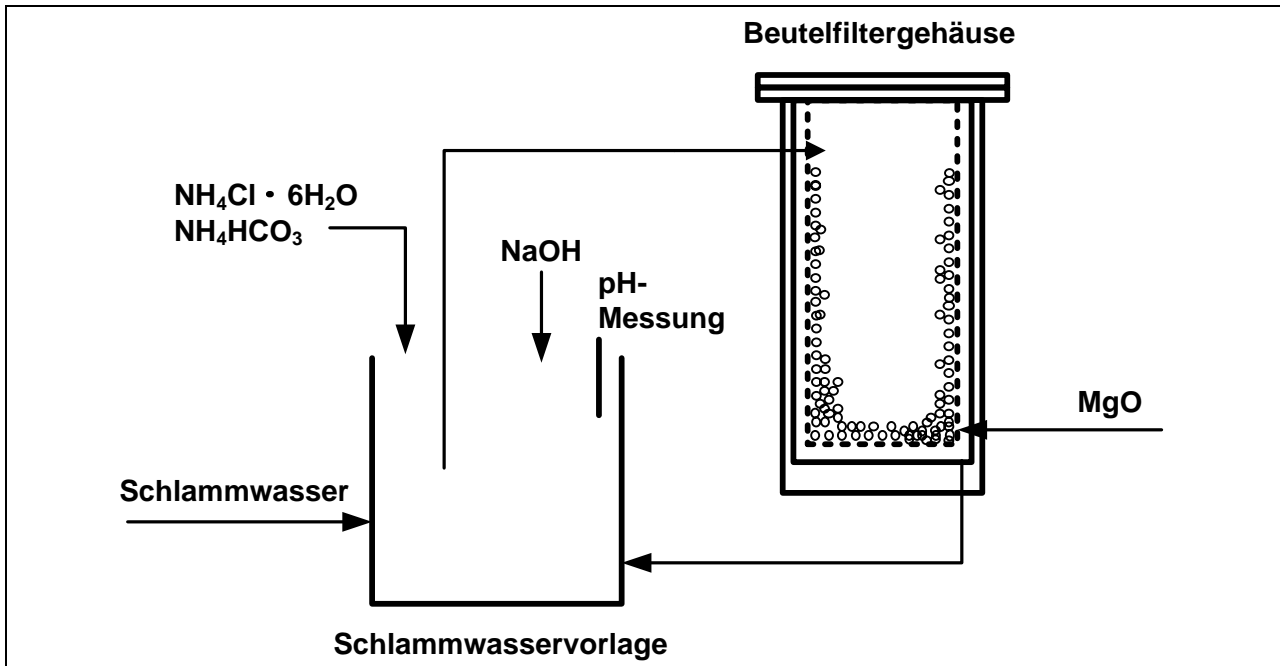 Beutelfiltergehäuse
NH₄Cl · 6H₂O
NH₄HCO₃
NaOH
pH-
Messung
MgO
Schlammwasser
Schlammwasservorlage